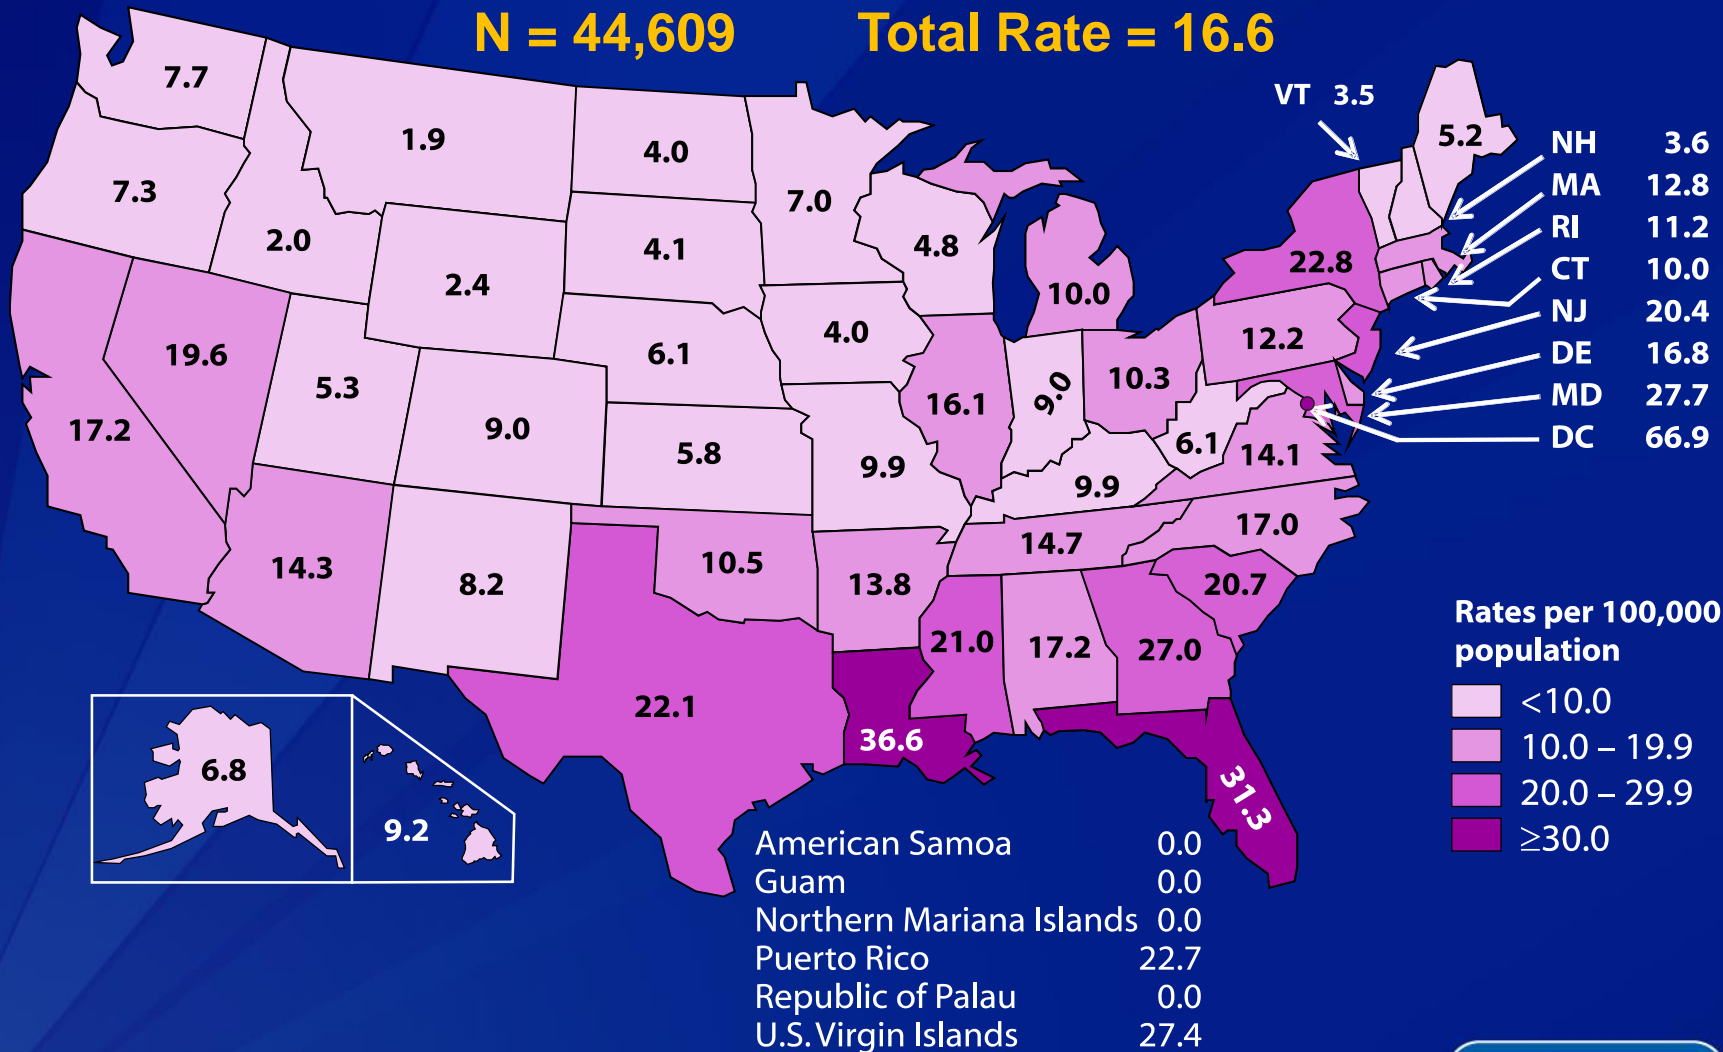 N = 44,609 Total Rate = 16.6
7.7
1.9
4.0
7.0
VT 3.5
5.2
NH 3.6
MA 12.8
RI 11.2
CT 10.0
NJ 20.4
DE 16.8
MD 27.7
DC 66.9
7.3
2.0
2.4
4.1
4.8
10.0
22.8
19.6
5.3
9.0
6.1
4.0
16.1
9.0
10.3
12.2
17.2
5.8
9.9
9.9
6.1
14.1
14.3
8.2
10.5
13.8
14.7
17.0
20.7
22.1
36.6
21.0
17.2
27.0
31.3
6.8
9.2
Rates per 100,000
population
<10.0
10.0 – 19.9
20.0 – 29.9
≥30.0
American Samoa 0.0
Guam 0.0
Northern Mariana Islands 0.0
Puerto Rico 22.7
Republic of Palau 0.0
U.S. Virgin Islands 27.4